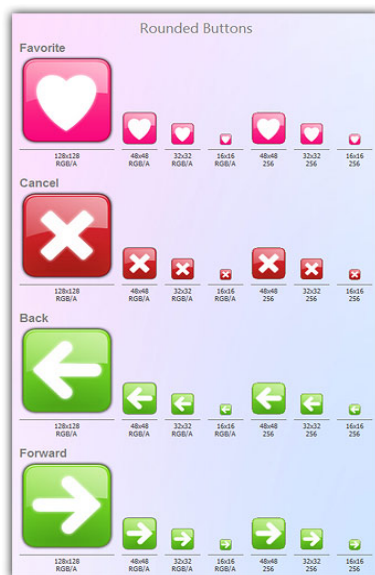 Rounded Buttons
Favorite
128x128 48x48 32x32 16x16 48x48 32x32 16x16
RGB/A RGB/A RGB/A RGB/A 256 256 256
Cancel
128x128 48x48 32x32 16x16 48x48 32x32 16x16
RGB/A RGB/A RGB/A RGB/A 256 256 256
Back
128x128 48x48 32x32 16x16 48x48 32x32 16x16
RGB/A RGB/A RGB/A RGB/A 256 256 256
Forward
128x128 48x48 32x32 16x16 48x48 32x32 16x16
RGB/A RGB/A RGB/A RGB/A 256 256 256